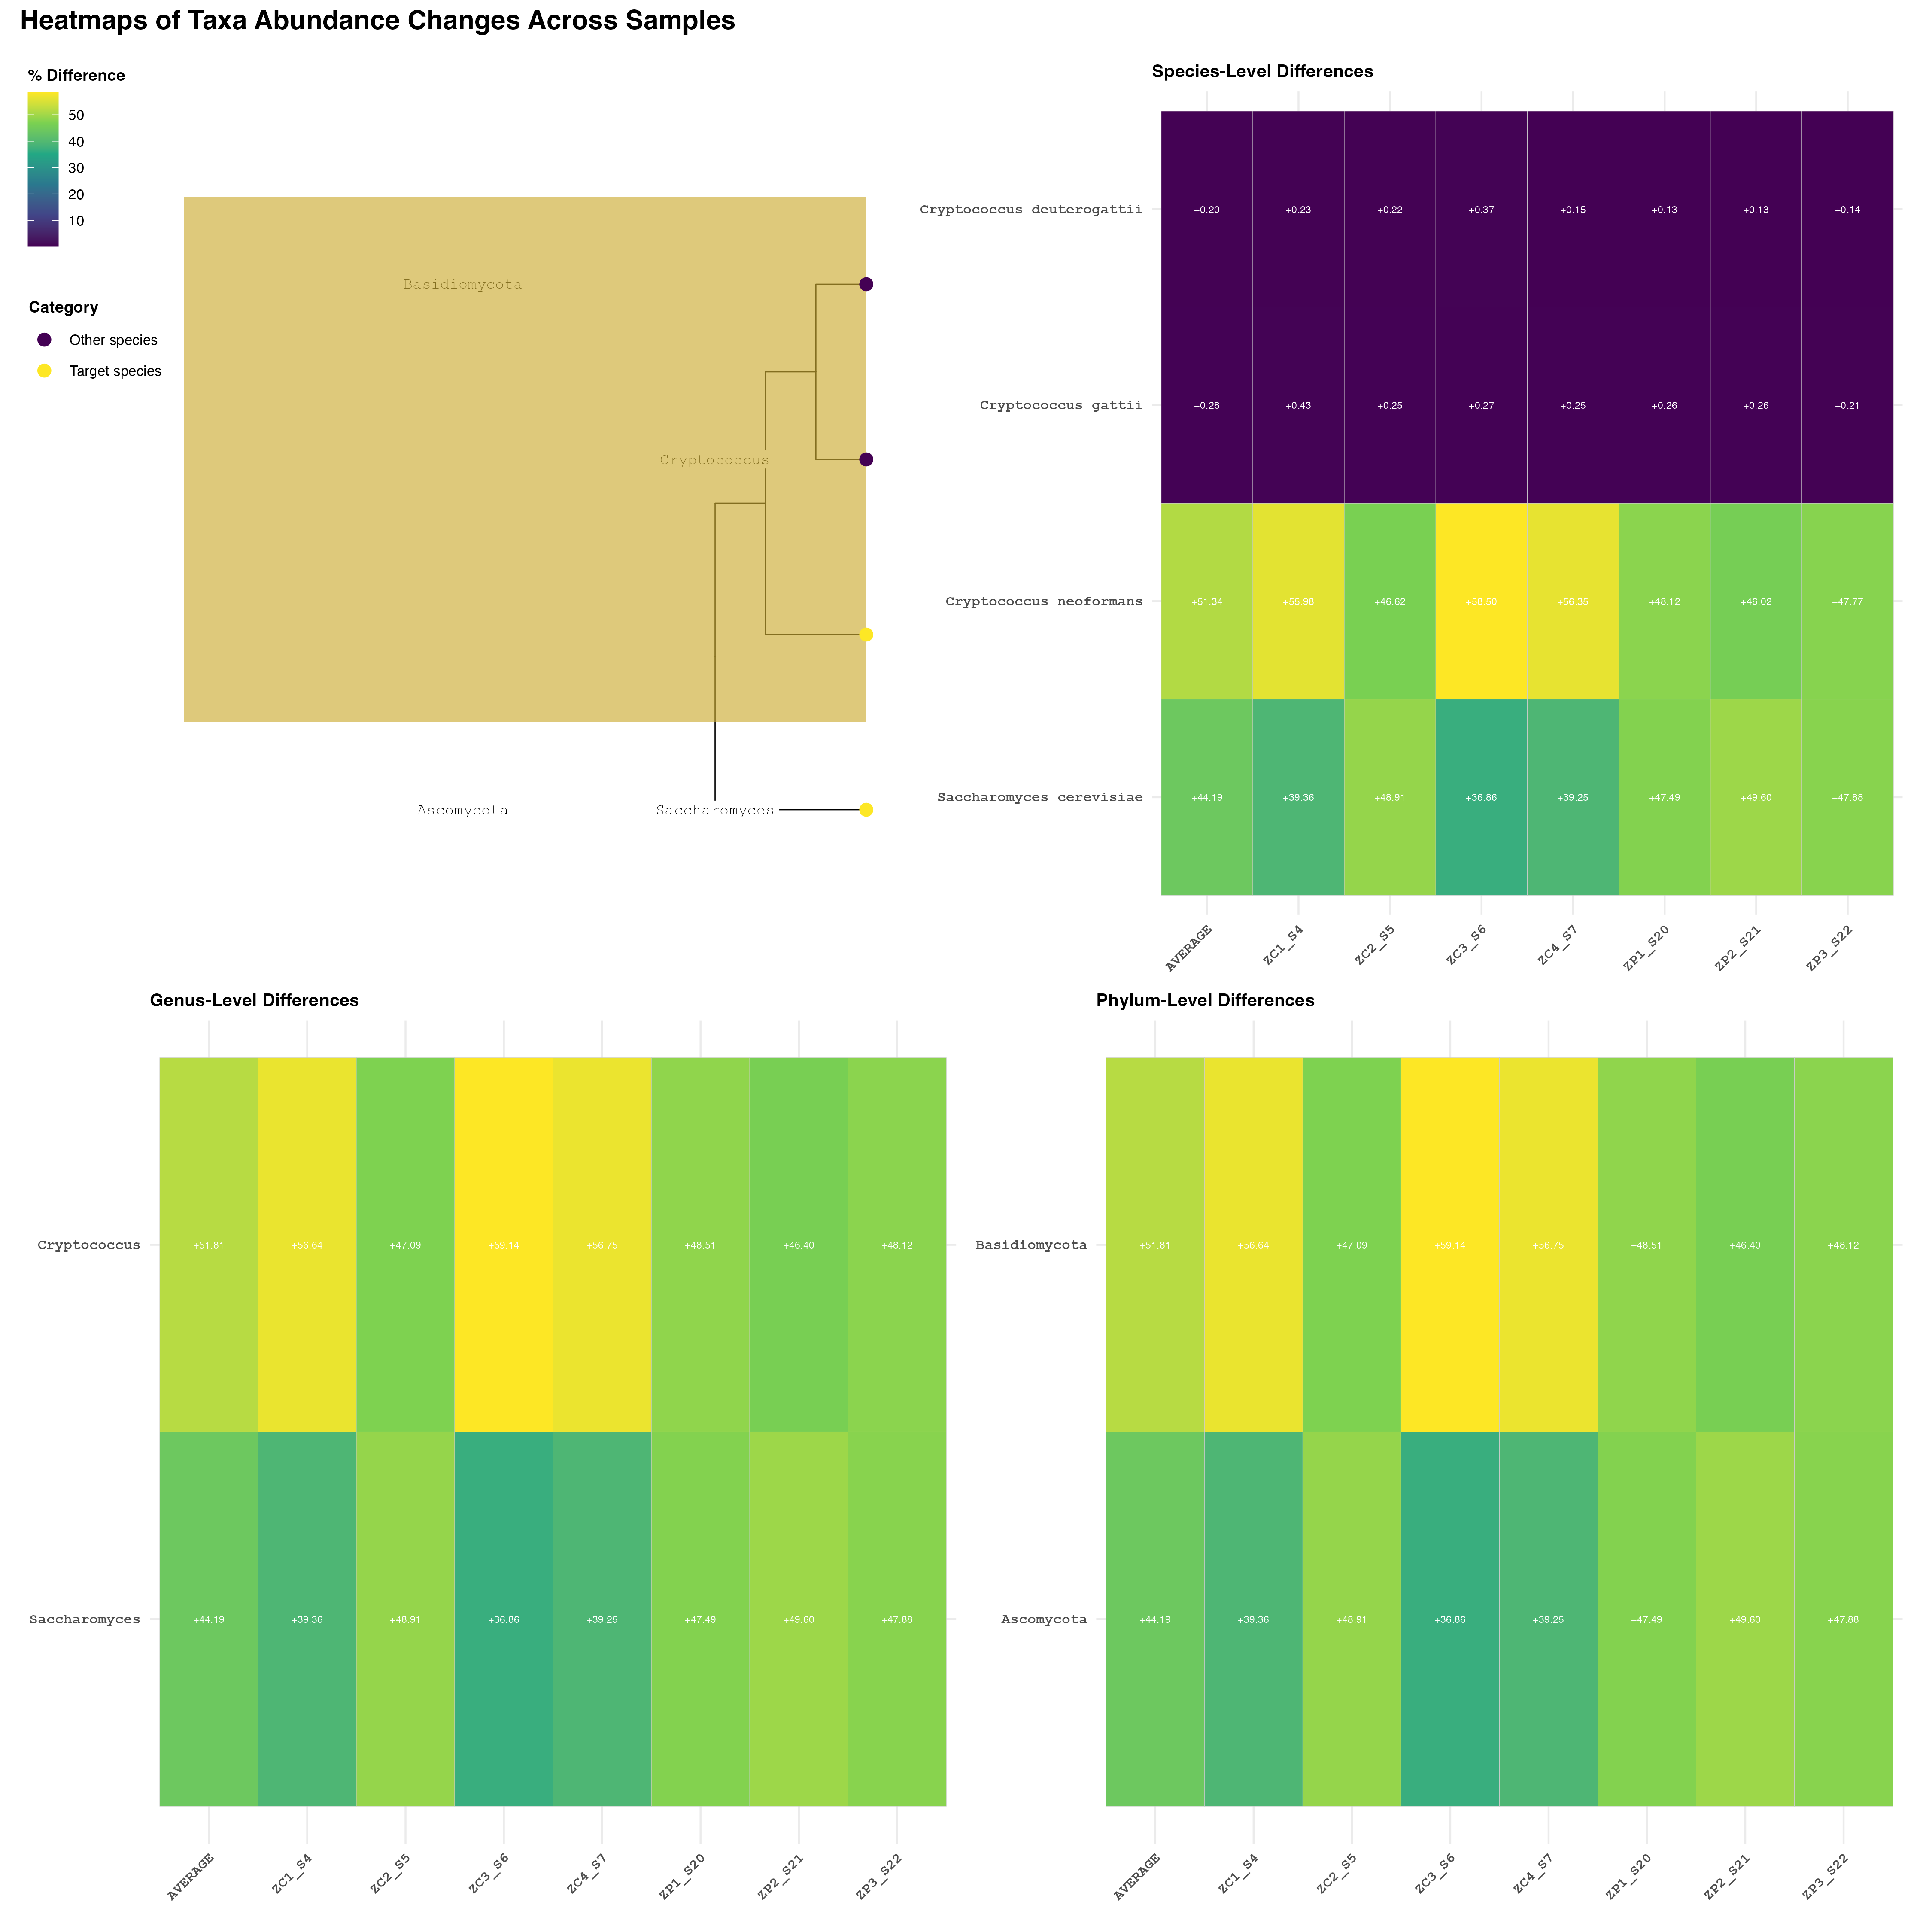 Heatmaps of Taxa Abundance Changes Across Samples
% Difference
50
40
30
20
10
Category
Other species
Target species
Basidiomycota
Cryptococcus
Ascomycota
Saccharomyces
Species-Level Differences
Cryptococcus deuterogattii
+0.20 +0.23 +0.22 +0.37 +0.15 +0.13 +0.13 +0.14
Cryptococcus gattii
+0.28 +0.43 +0.25 +0.27 +0.25 +0.26 +0.26 +0.21
Cryptococcus neoformans
+51.34 +55.98 +46.62 +58.50 +56.35 +48.12 +46.02 +47.77
Saccharomyces cerevisiae
+44.19 +39.36 +48.91 +36.86 +39.25 +47.49 +49.60 +47.88
AVERAGE ZC1_S4 ZC2_S5 ZC3_S6 ZC4_S7 ZP1_S20 ZP2_S21 ZP3_S22
Genus-Level Differences
Cryptococcus
+51.81 +56.64 +47.09 +59.14 +56.75 +48.51 +46.40 +48.12
Saccharomyces
+44.19 +39.36 +48.91 +36.86 +39.25 +47.49 +49.60 +47.88
AVERAGE ZC1_S4 ZC2_S5 ZC3_S6 ZC4_S7 ZP1_S20 ZP2_S21 ZP3_S22
Phylum-Level Differences
Basidiomycota
+51.81 +56.64 +47.09 +59.14 +56.75 +48.51 +46.40 +48.12
Ascomycota
+44.19 +39.36 +48.91 +36.86 +39.25 +47.49 +49.60 +47.88
AVERAGE ZC1_S4 ZC2_S5 ZC3_S6 ZC4_S7 ZP1_S20 ZP2_S21 ZP3_S22